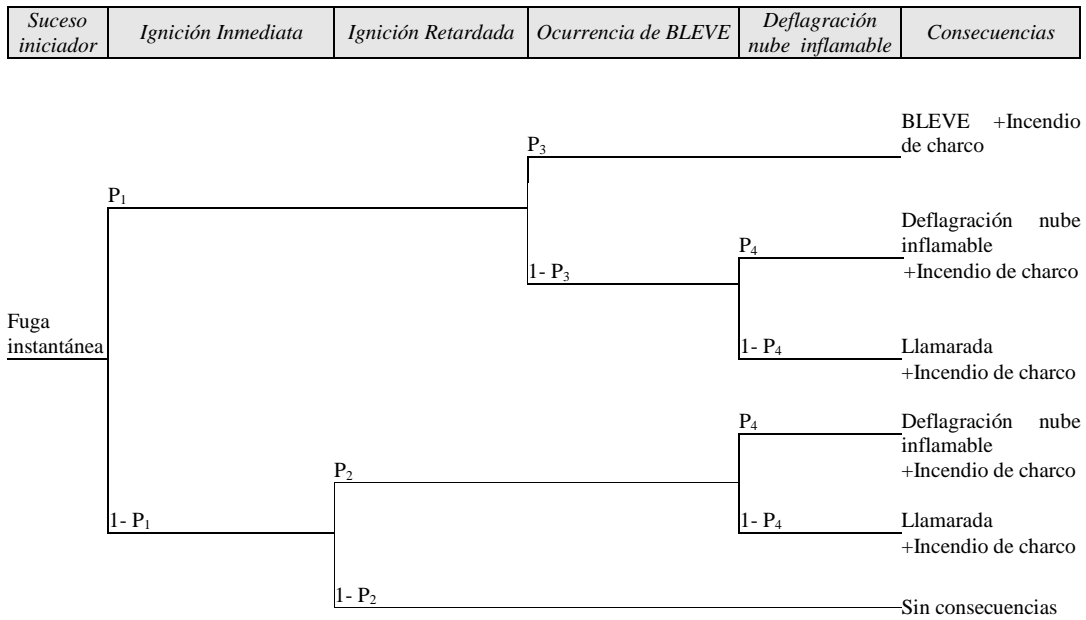 Suceso iniciador
Ignición Inmediata
Ignición Retardada
Ocurrencia de BLEVE
Deflagración nube inflamable
Consecuencias
BLEVE +Incendio
de charco
P3
P1
Deflagración nube
inflamable
+Incendio de charco
P4
1- P3
Fuga
instantánea
1- P4
Llamarada
+Incendio de charco
P4
Deflagración nube
inflamable
+Incendio de charco
P2
1- P1
1- P4
Llamarada
+Incendio de charco
1- P2
Sin consecuencias